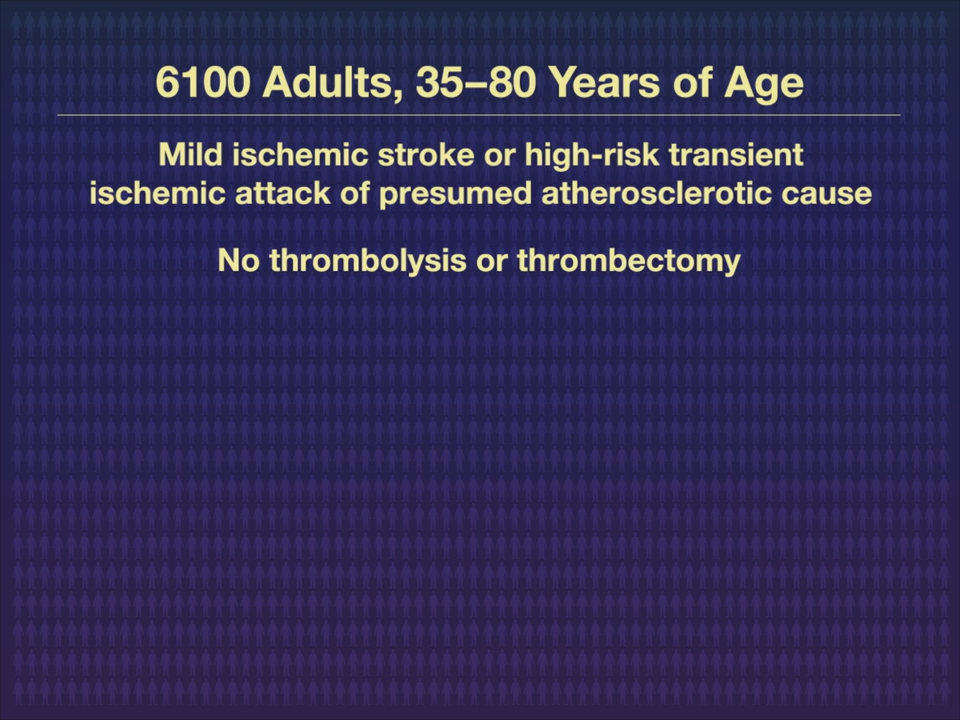 6100 Adults, 35–80 Years of Age
Mild ischemic stroke or high-risk transient
ischemic attack of presumed atherosclerotic cause
No thrombolysis or thrombectomy